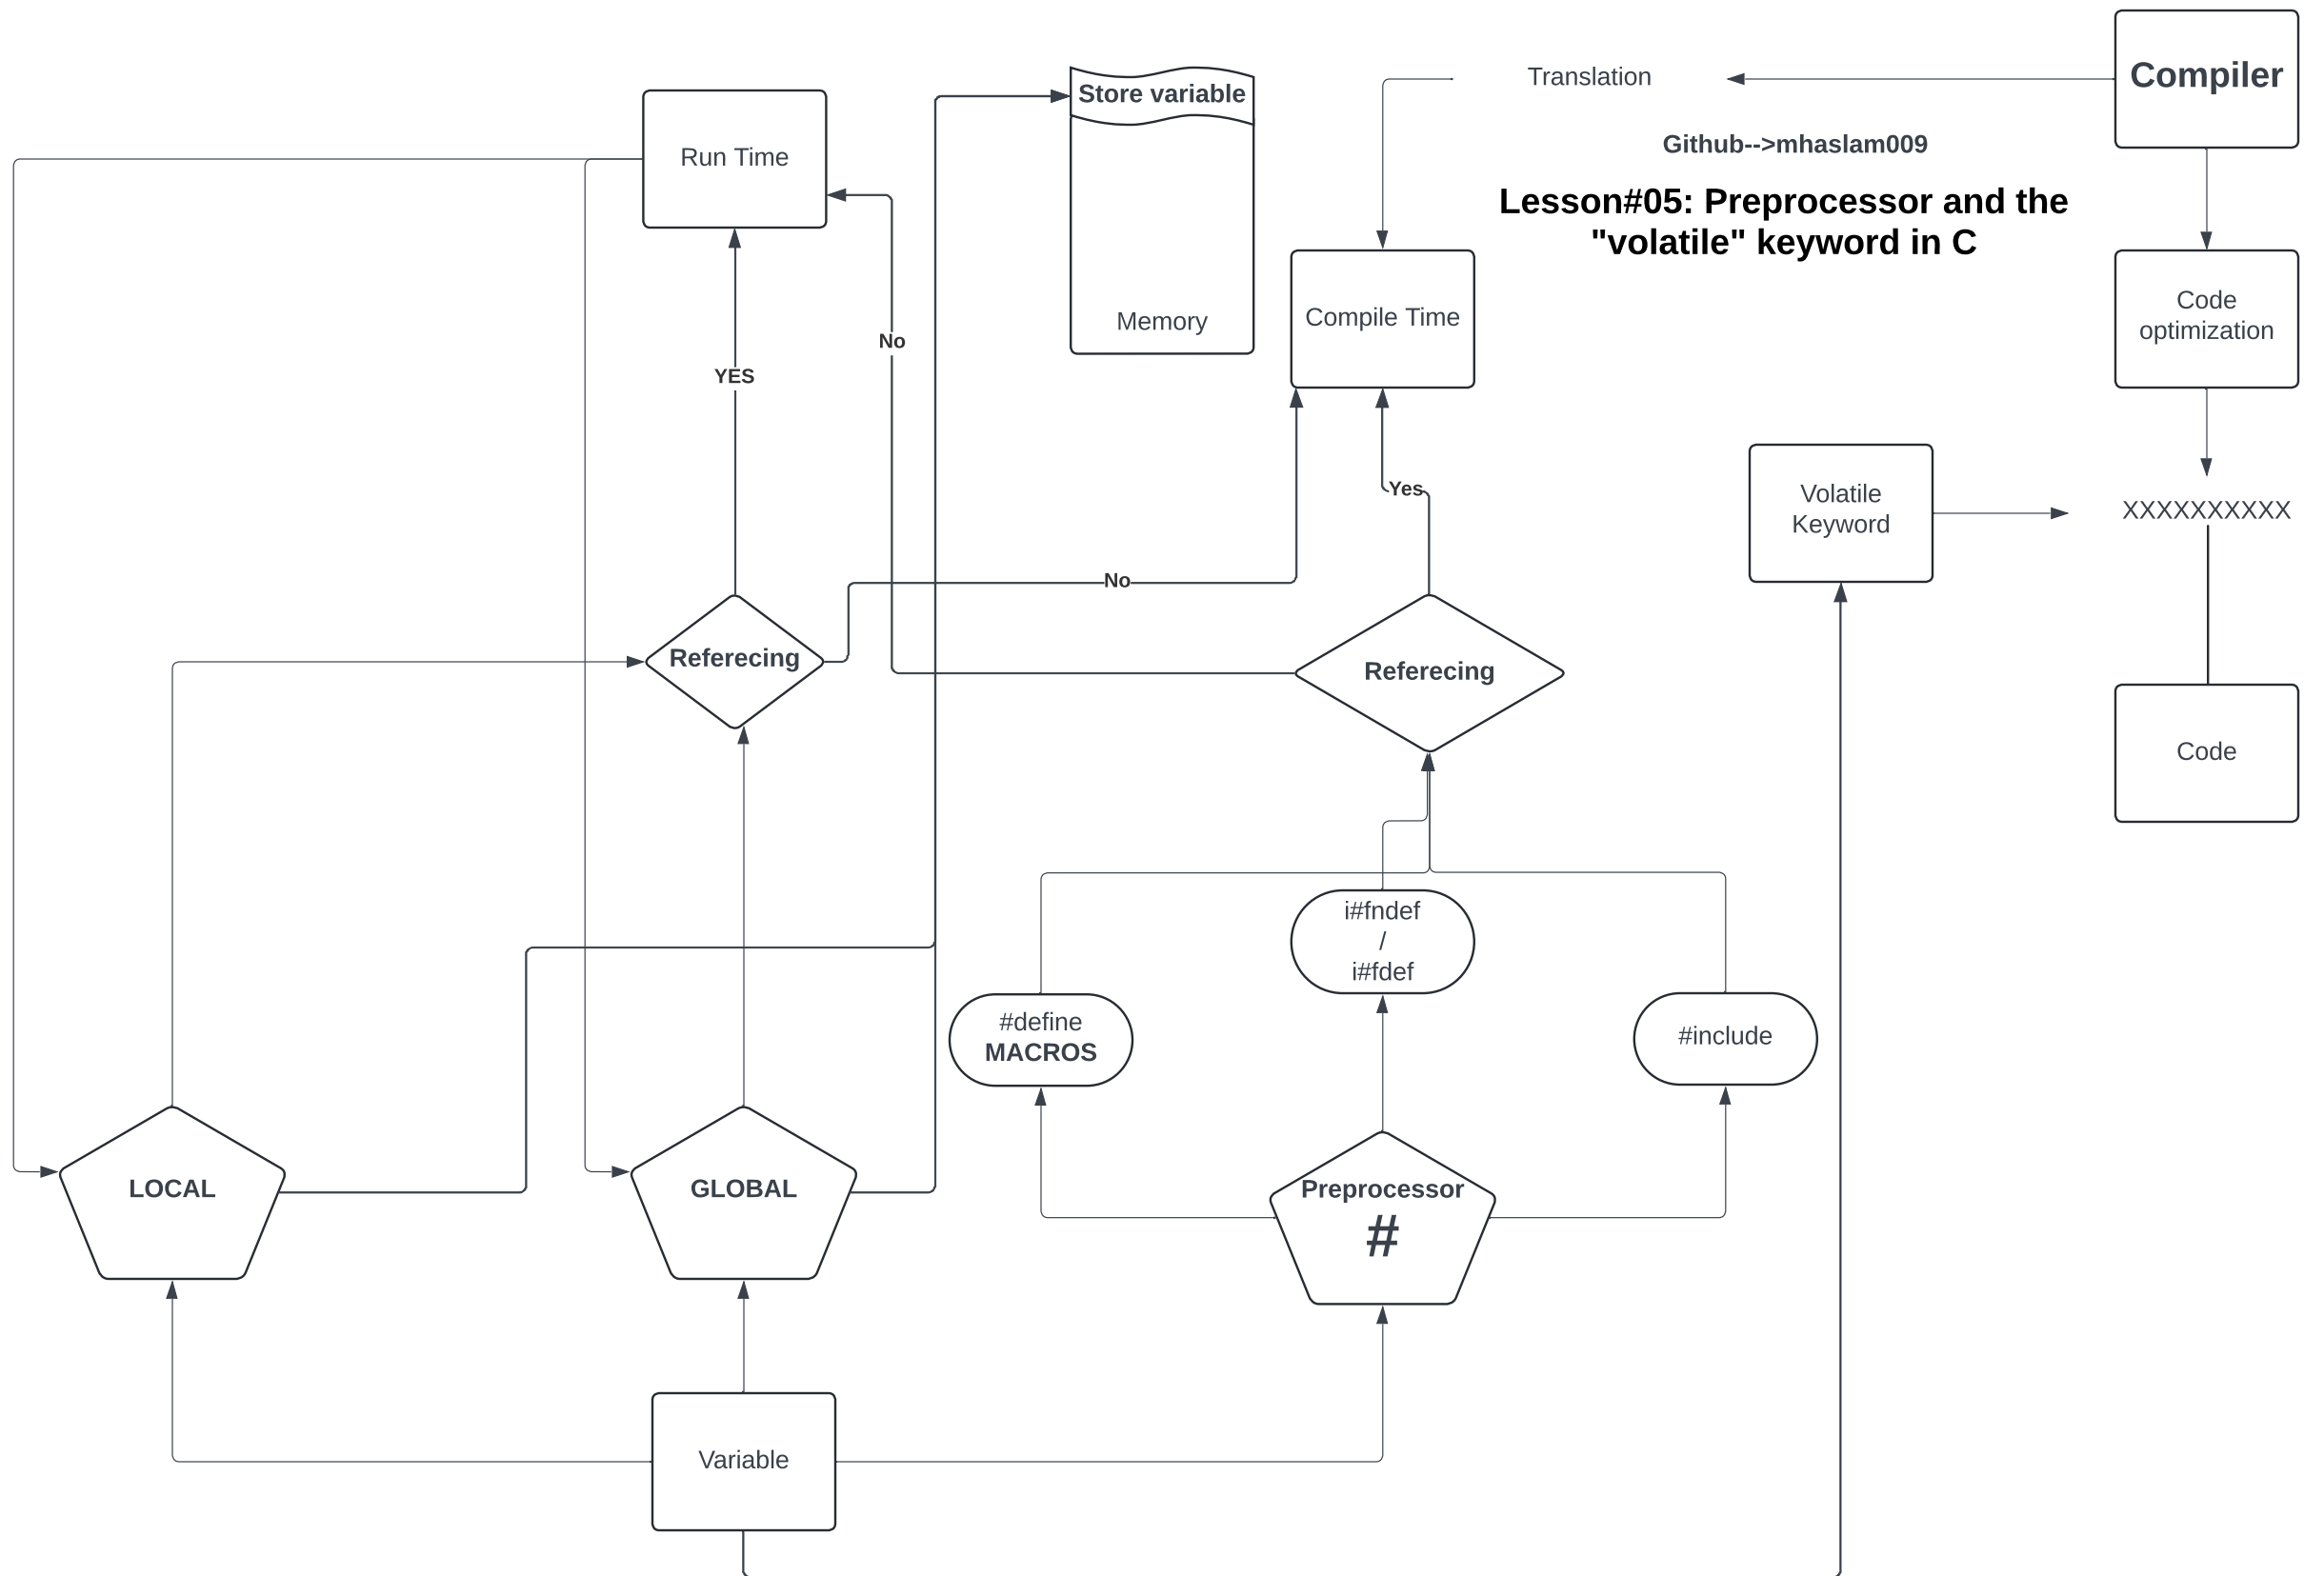 Compiler
Translation
Store variable
Github-->mhaslam009
Run Time
Lesson#05: Preprocessor and the
"volatile" keyword in C
Code
optimization
Compile Time
Memory
No
YES
Yes
Volatile
Keyword
XXXXXXXXXX
No
Referecing
Referecing
Code
i#fndef
/
i#fdef
#define
MACROS
#include
LOCAL
GLOBAL
Preprocessor
#
Variable